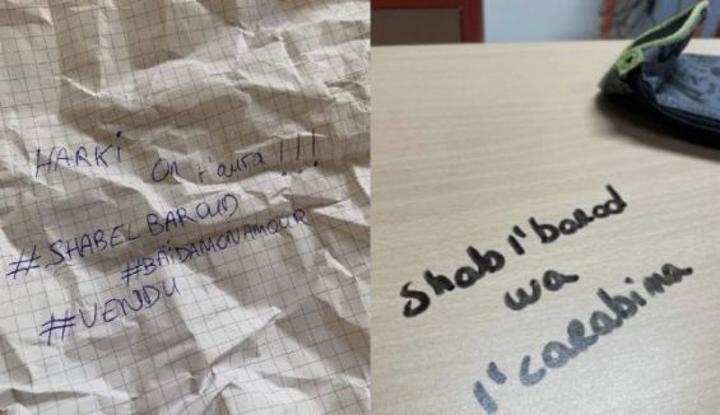 HARKi on t'aura !!!
# SHABEL BAROUD
#BAÏDAMONAMOUR
#VENDU
Shab l'barod
wa
l'carabina